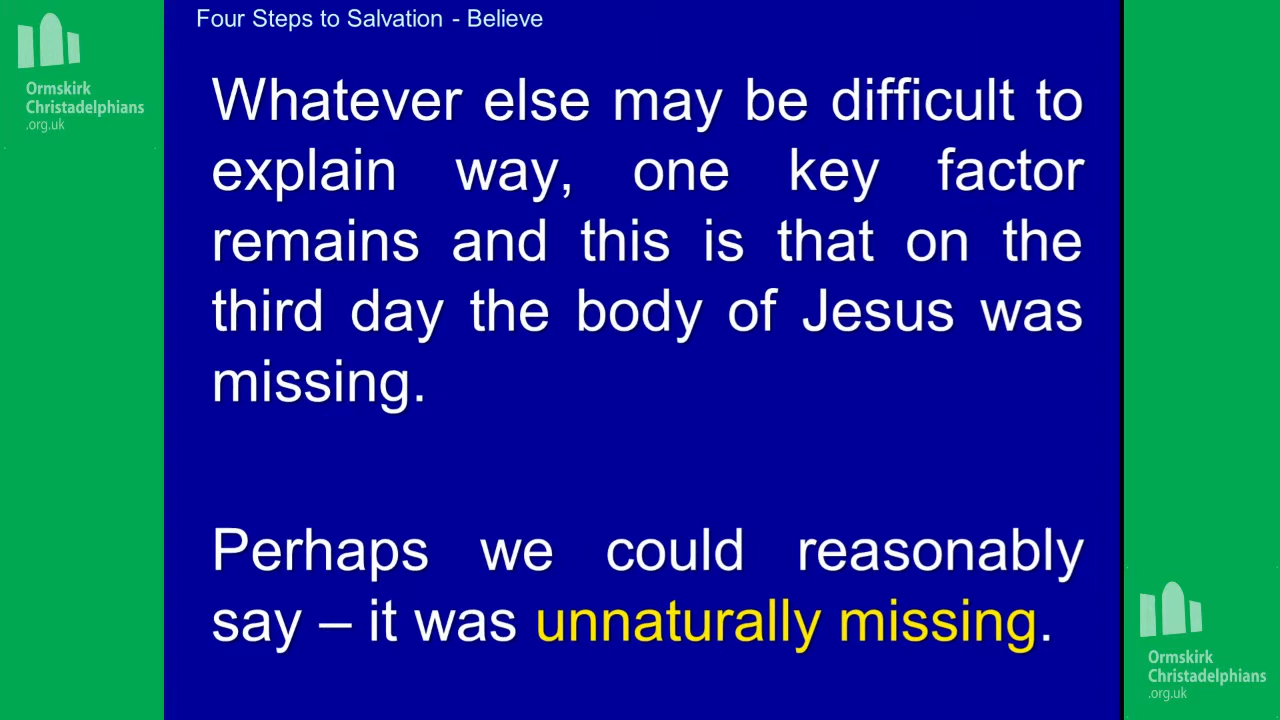 Four Steps to Salvation - Believe
Ormskirk
Christadelphians
.org.uk
Whatever else may be difficult to
explain way, one key factor
remains and this is that on the
third day the body of Jesus was
missing.
Perhaps we could reasonably
say – it was unnaturally missing.
Ormskirk
Christadelphians
.org.uk